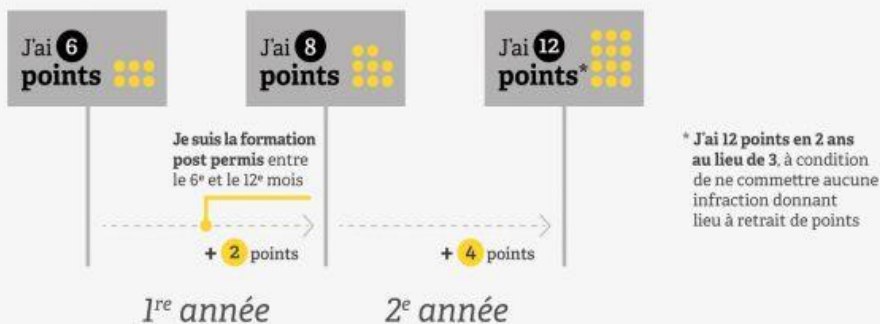 J'ai 6
points
J'ai 8
points
J'ai 12
points*
Je suis la formation
post permis entre
le 6ᵉ et le 12ᵉ mois
+ 2 points
+ 4 points
1re année
2ᵉ année
* J'ai 12 points en 2 ans
au lieu de 3, à condition
de ne commettre aucune
infraction donnant
lieu à retrait de points